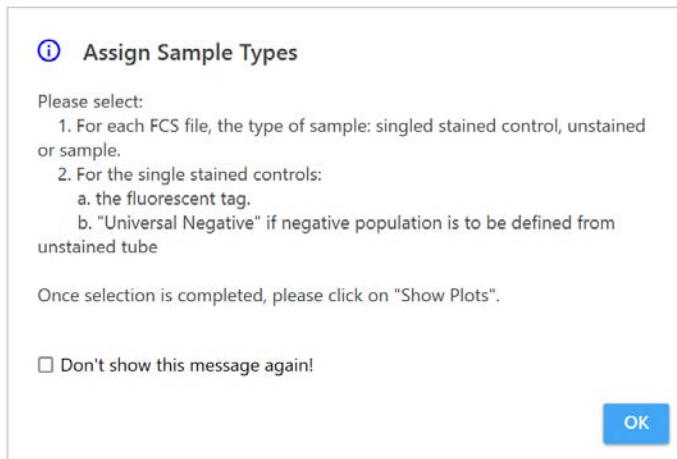 Assign Sample Types
Please select:
1. For each FCS file, the type of sample: singled stained control, unstained
or sample.
2. For the single stained controls:
a. the fluorescent tag.
b. "Universal Negative" if negative population is to be defined from
unstained tube
Once selection is completed, please click on "Show Plots".
Don't show this message again!
OK